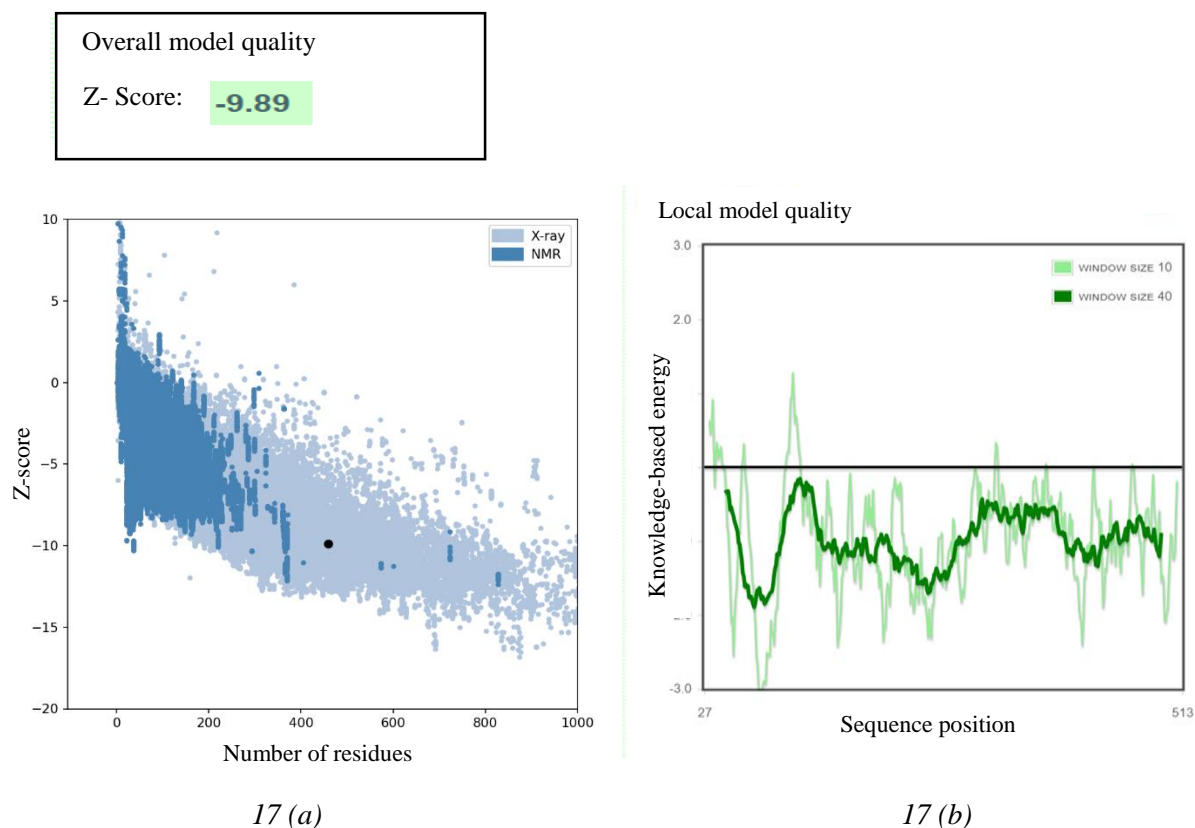 Overall model quality
Z- Score: -9.89
10
5
0
−5
−10
−15
−20
0 200 400 600 800 1000
Z-score
Number of residues
X-ray
NMR
17 (a)
Local model quality
3.0
2.0
-3.0
27 513
WINDOW SIZE 10
WINDOW SIZE 40
Knowledge-based energy
Sequence position
17 (b)